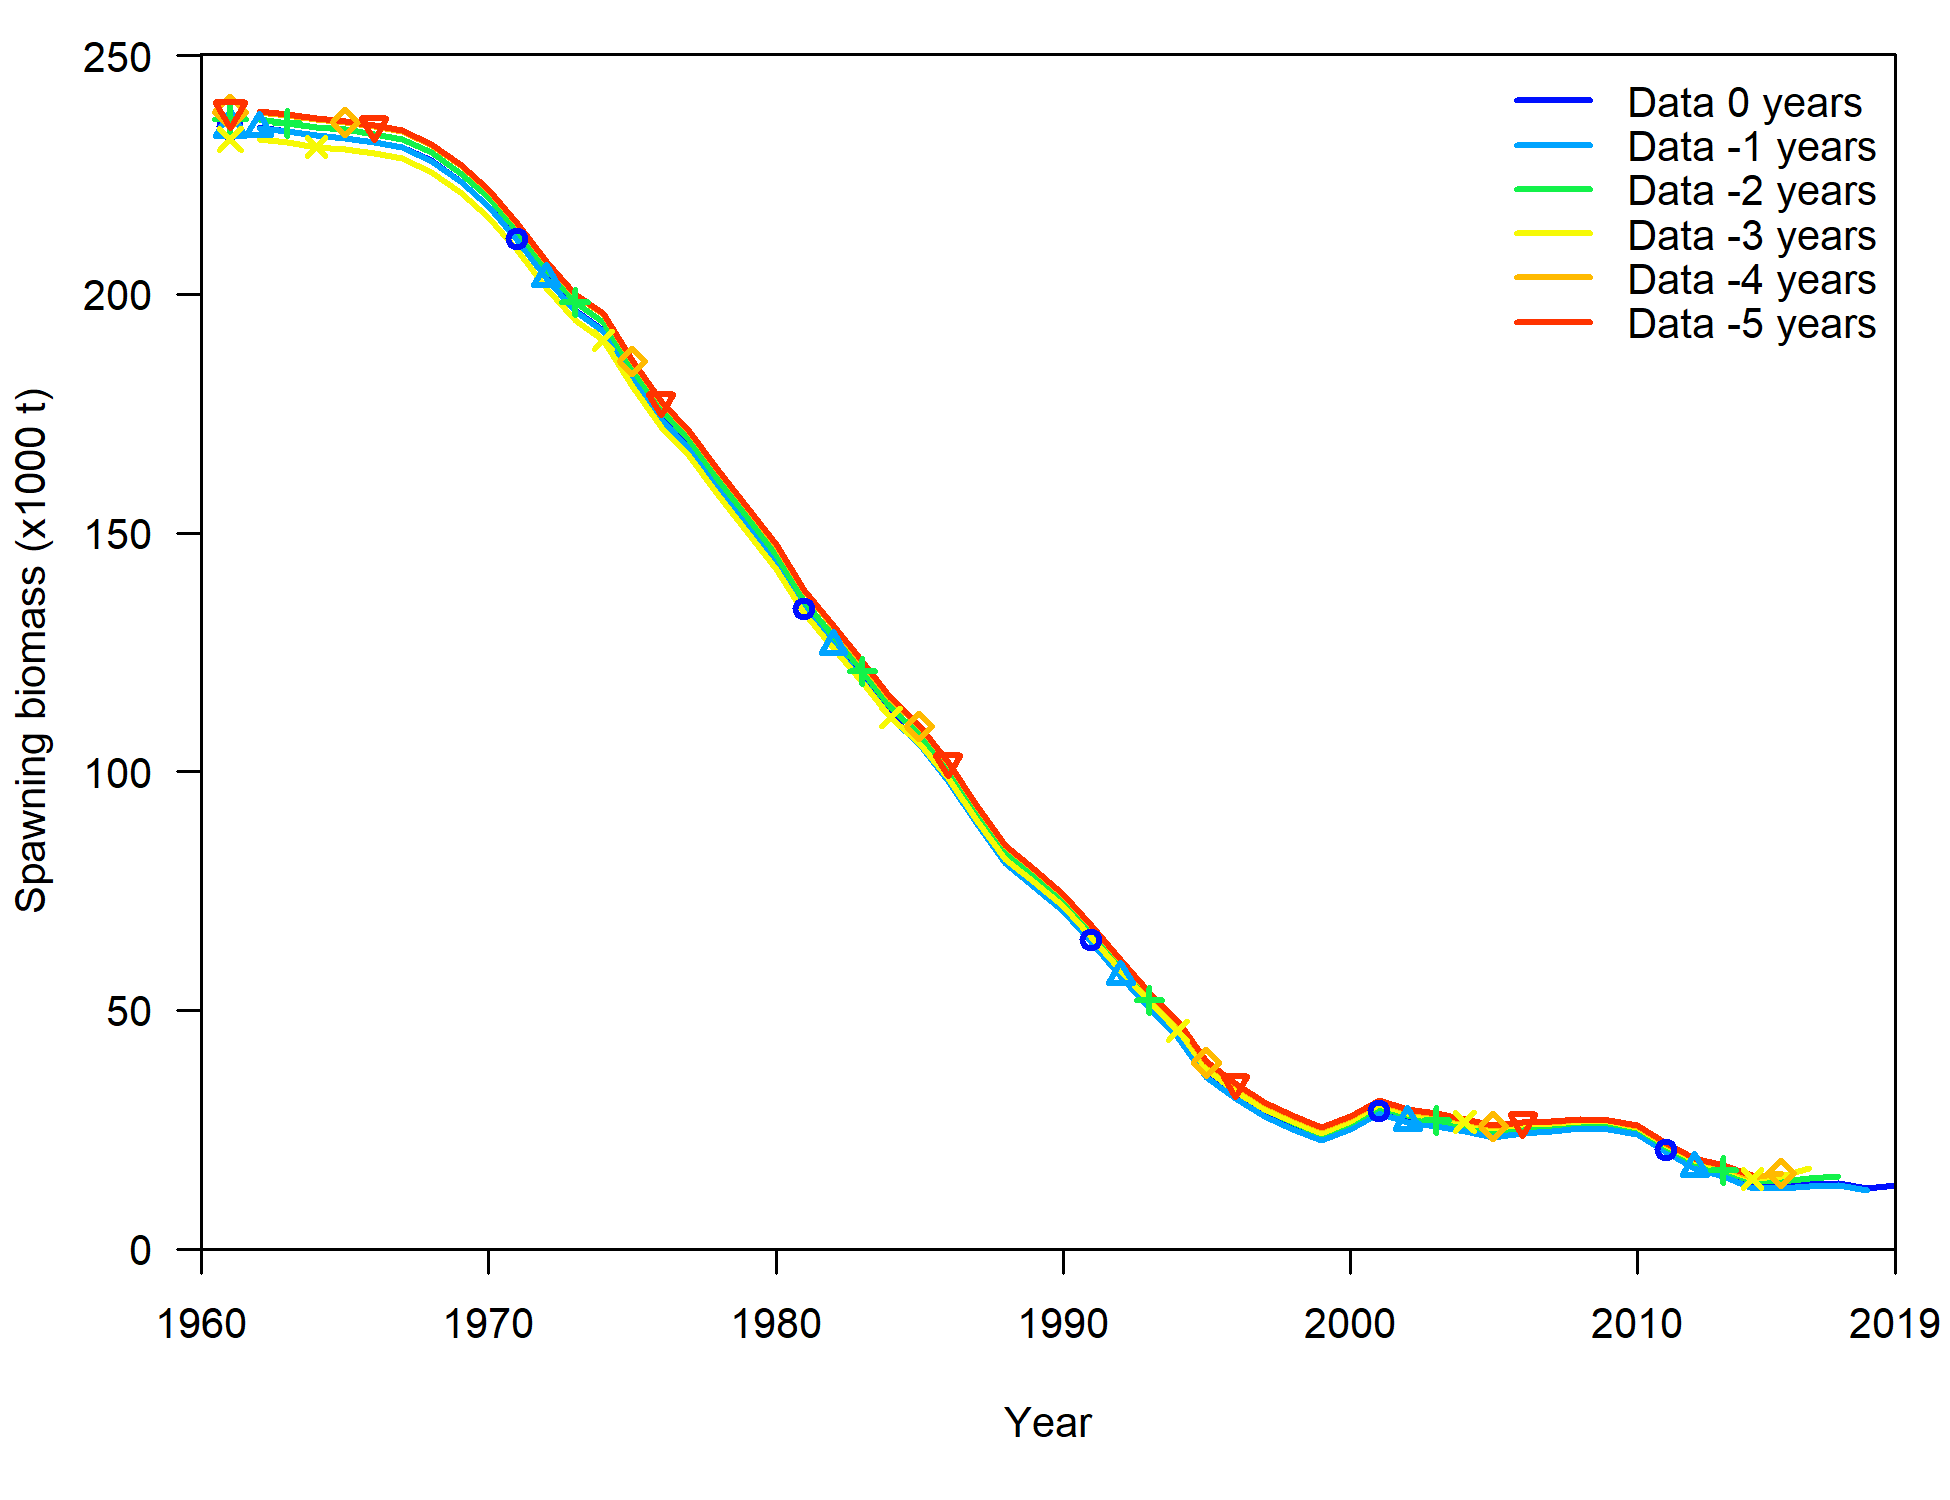 250
200
150
100
50
0
Spawning biomass (x1000 t)
Data 0 years
Data -1 years
Data -2 years
Data -3 years
Data -4 years
Data -5 years
1960 1970 1980 1990 2000 2010 2019
Year